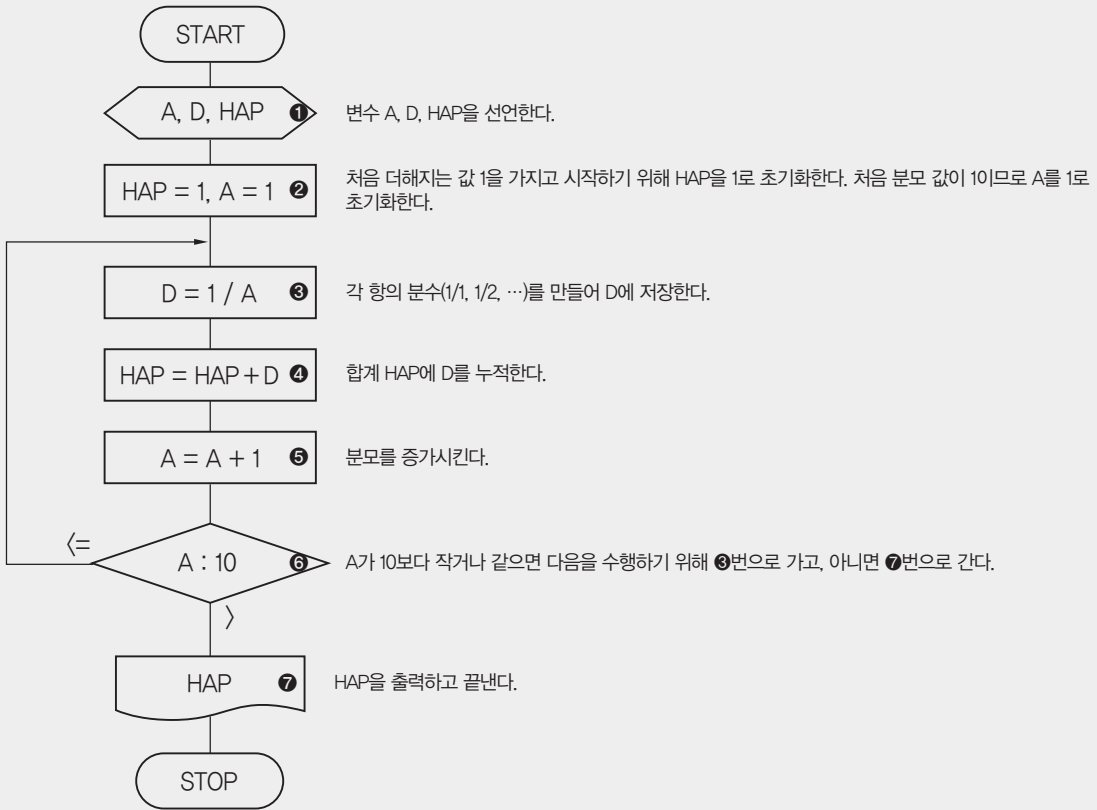 START
A, D, HAP ❶
변수 A, D, HAP을 선언한다.
HAP = 1, A = 1 ❷
처음 더해지는 값 1을 가지고 시작하기 위해 HAP을 1로 초기화한다. 처음 분모 값이 1이므로 A를 1로
초기화한다.
D = 1 / A ❸
각 항의 분수(1/1, 1/2, …)를 만들어 D에 저장한다.
HAP = HAP + D ❹
합계 HAP에 D를 누적한다.
A = A + 1 ❺
분모를 증가시킨다.
〈=
A : 10 ❻
A가 10보다 작거나 같으면 다음을 수행하기 위해 ❸번으로 가고, 아니면 ❼번으로 간다.
〉
HAP ❼
HAP을 출력하고 끝낸다.
STOP